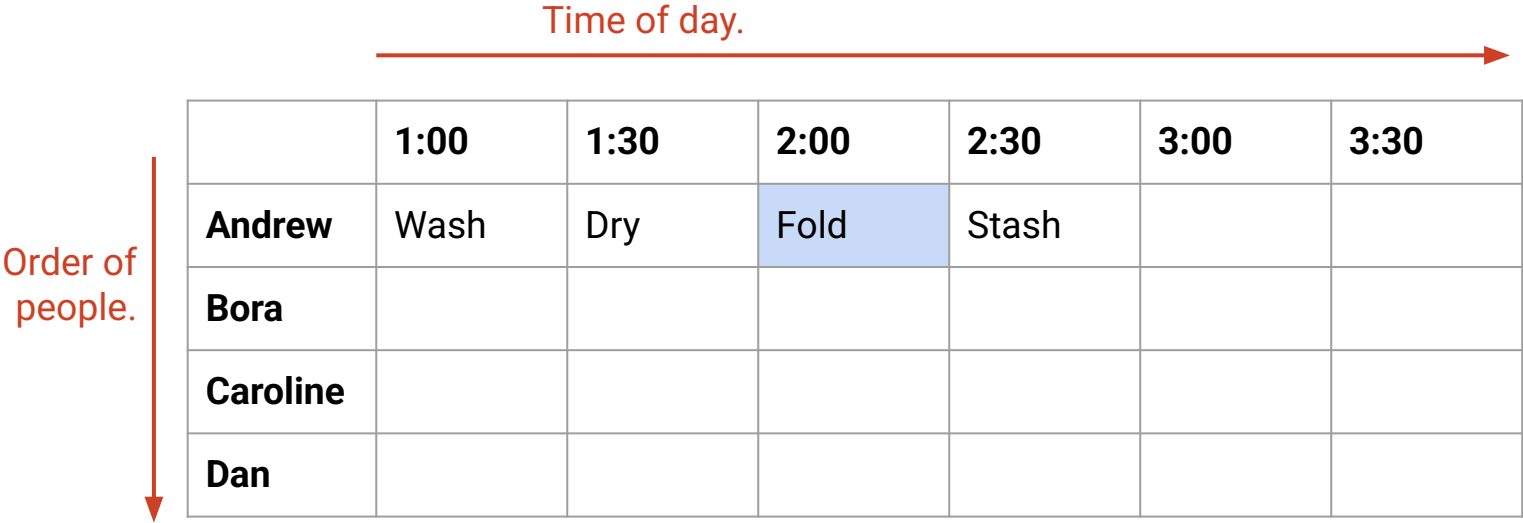 Time of day.
1:00 1:30 2:00 2:30 3:00 3:30
Order of
people.
Andrew Wash Dry Fold Stash
Bora
Caroline
Dan